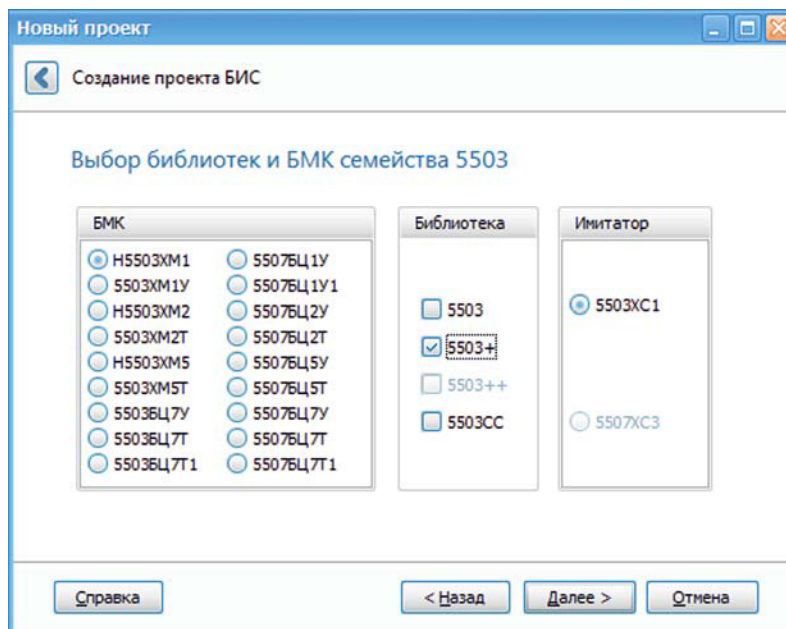 Новый проект
Создание проекта БИС
Выбор библиотек и БМК семейства 5503
БМК
Н5503ХМ1
5503ХМ1У
Н5503ХМ2
5503ХМ2Т
Н5503ХМ5
5503ХМ5Т
5503БЦ7У
5503БЦ7Т
5503БЦ7Т1
5507БЦ1У
5507БЦ1У1
5507БЦ2У
5507БЦ2Т
5507БЦ5У
5507БЦ5Т
5507БЦ7У
5507БЦ7Т
5507БЦ7Т1
Библиотека
5503
5503+
5503++
5503СС
Имитатор
5503ХС1
5507ХС3
Справка
< Назад
Далее >
Отмена